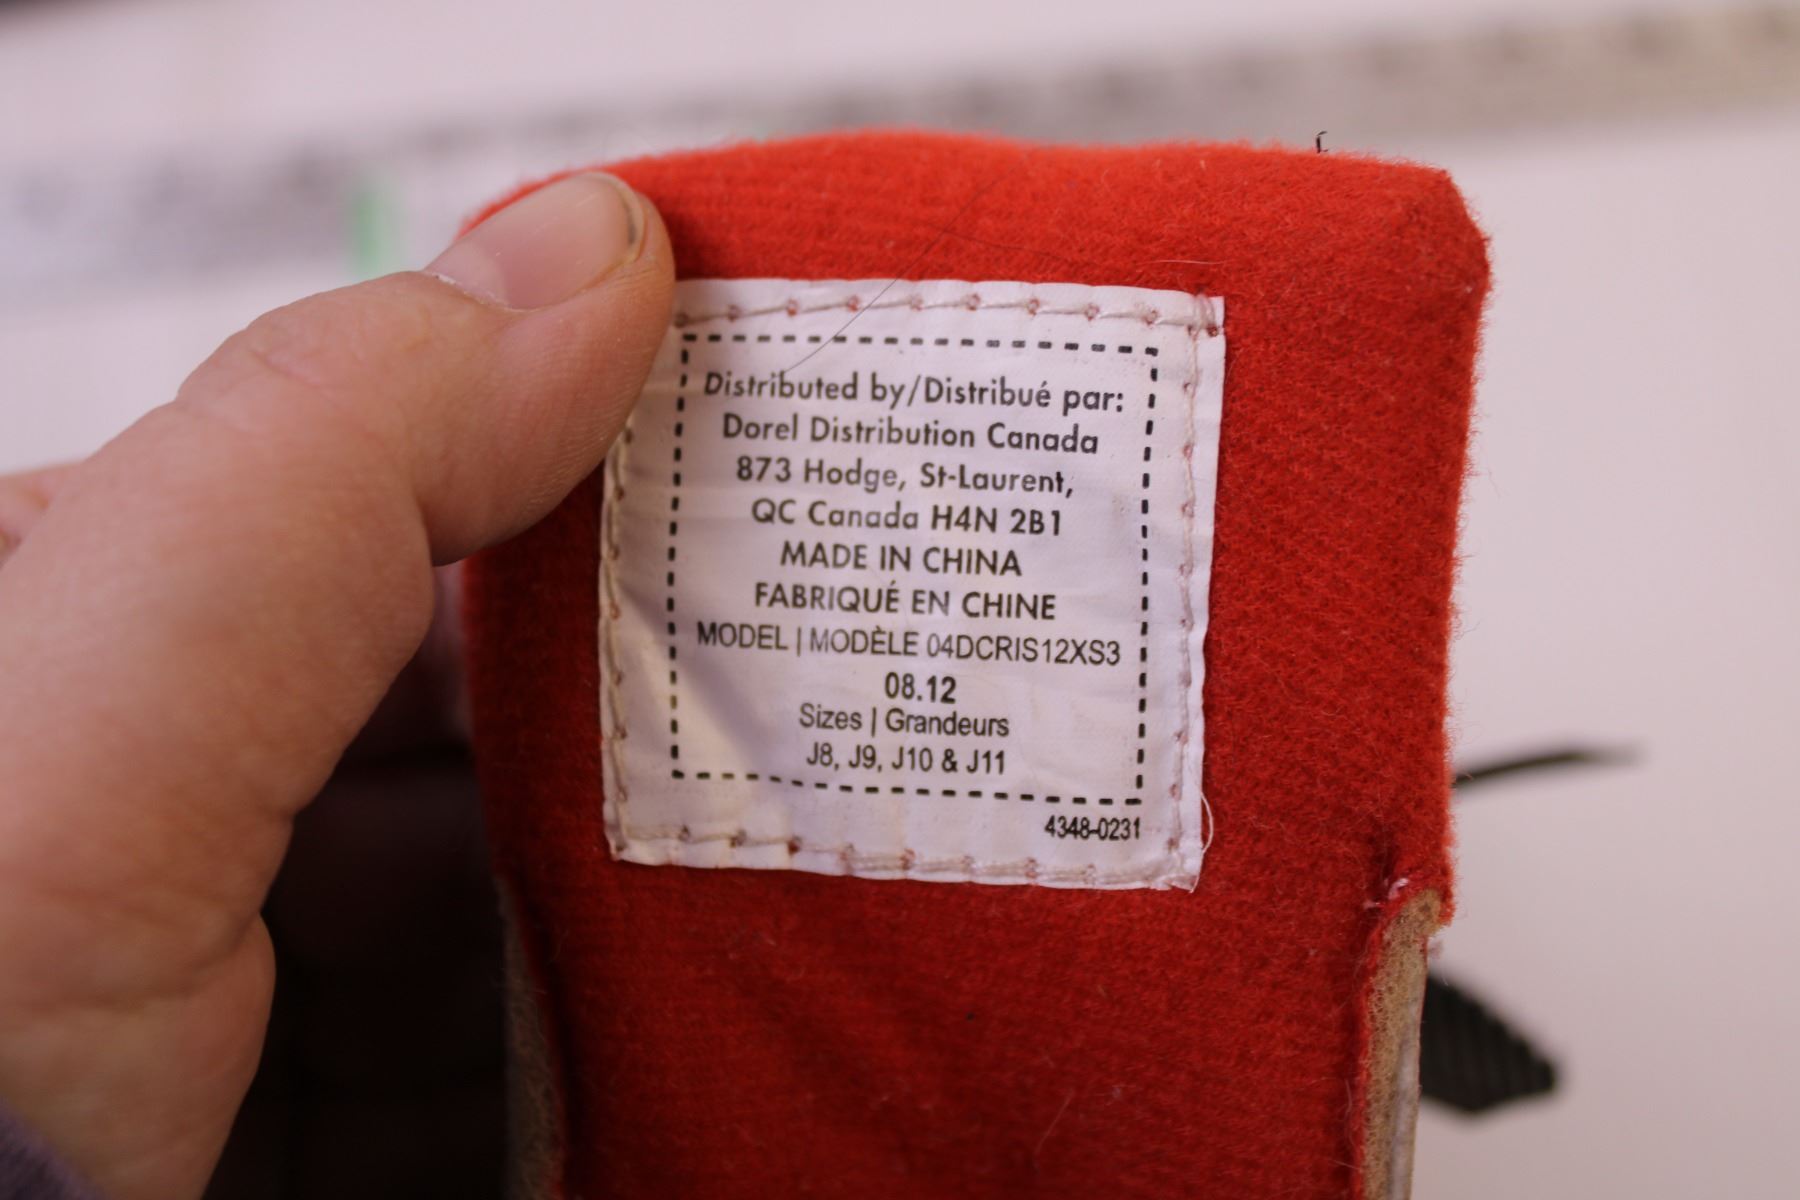 Distributed by/Distribué par:
Dorel Distribution Canada
873 Hodge, St-Laurent,
QC Canada H4N 2B1
MADE IN CHINA
FABRIQUÉ EN CHINE
MODEL | MODÈLE 04DCRIS12XS3
08.12
Sizes | Grandeurs
J8, J9, J10 & J11
4348-0231